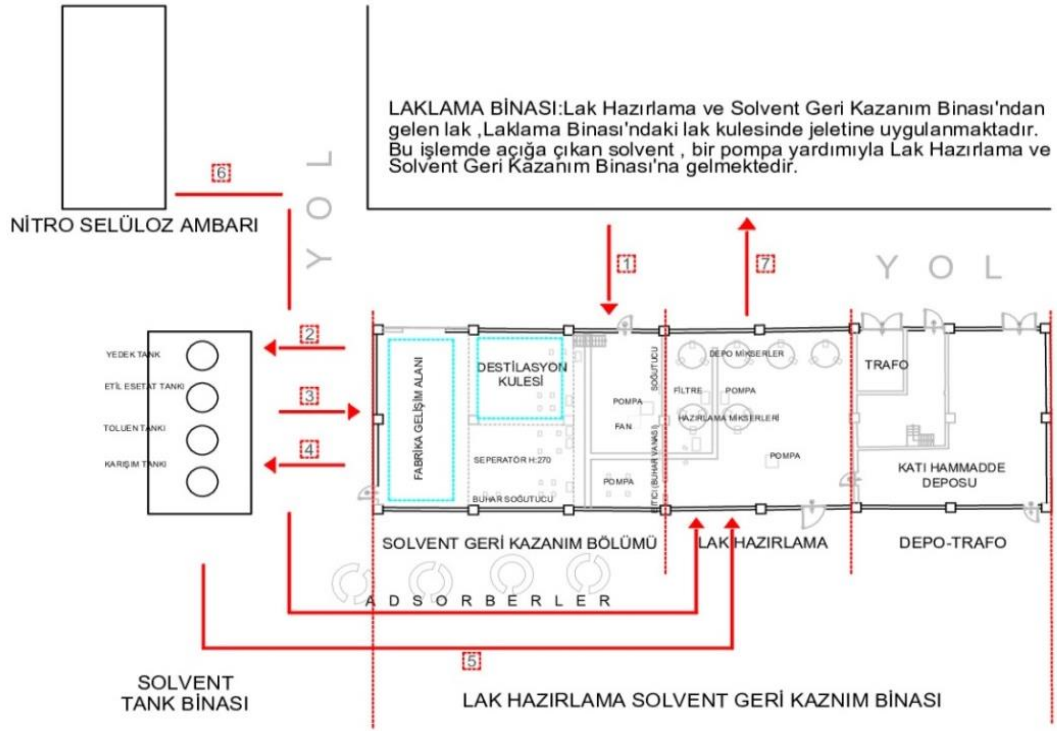 LAKLAMA BİNASI:Lak Hazırlama ve Solvent Geri Kazanım Binası'ndan
gelen lak ,Laklama Binası'ndaki lak kulesinde jeletine uygulanmaktadır.
Bu işlemde açığa çıkan solvent , bir pompa yardımıyla Lak Hazırlama ve
Solvent Geri Kazanım Binası'na gelmektedir.
6
NİTRO SELÜLOZ AMBARI
YOL
1
7
YOL
2
3
4
YEDEK TANK
ETİL ESETAT TANKI
TOLUEN TANKI
KARIŞIM TANKI
FABRİKA GELİŞİM ALANI
DESTİLASYON
KULESİ
SEPERATÖR H:270
BUHAR SOĞUTUCU
POMPA
FAN
POMPA
SOĞUTUCU
(BUHAR VANASI)
DEPO MİKSERLER
FİLTRE
POMPA
HAZIRLAMA MİKSERLERİ
POMPA
TRAFO
KATI HAMMADDE
DEPOSU
SOLVENT GERİ KAZANIM BÖLÜMÜ
LAK HAZIRLAMA
DEPO-TRAFO
ADSORBERLER
5
SOLVENT
TANK BİNASI
LAK HAZIRLAMA SOLVENT GERİ KAZNIM BİNASI